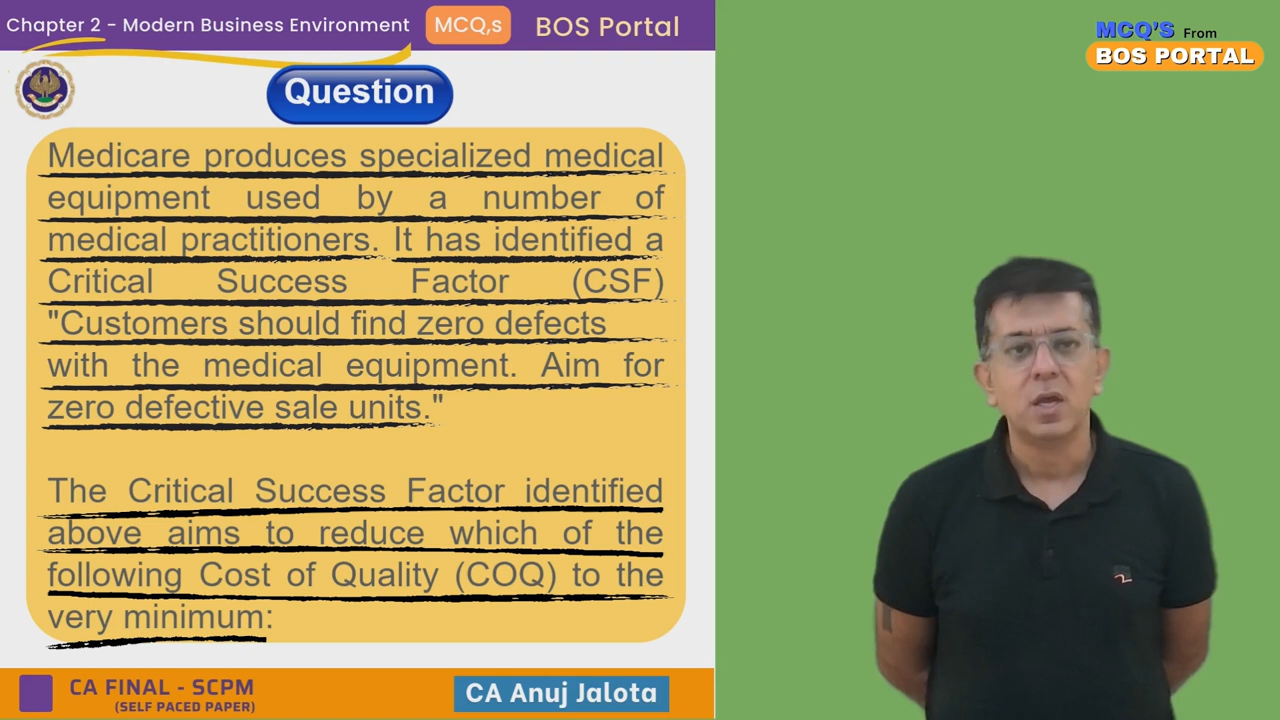 Chapter 2 - Modern Business Environment
MCQ,s
BOS Portal
MCQ'S From
BOS PORTAL
Question
Medicare produces specialized medical
equipment used by a number of
medical practitioners. It has identified a
Critical Success Factor (CSF)
"Customers should find zero defects
with the medical equipment. Aim for
zero defective sale units."
The Critical Success Factor identified
above aims to reduce which of the
following Cost of Quality (COQ) to the
very minimum:
CA FINAL - SCPM
(SELF PACED PAPER)
CA Anuj Jalota